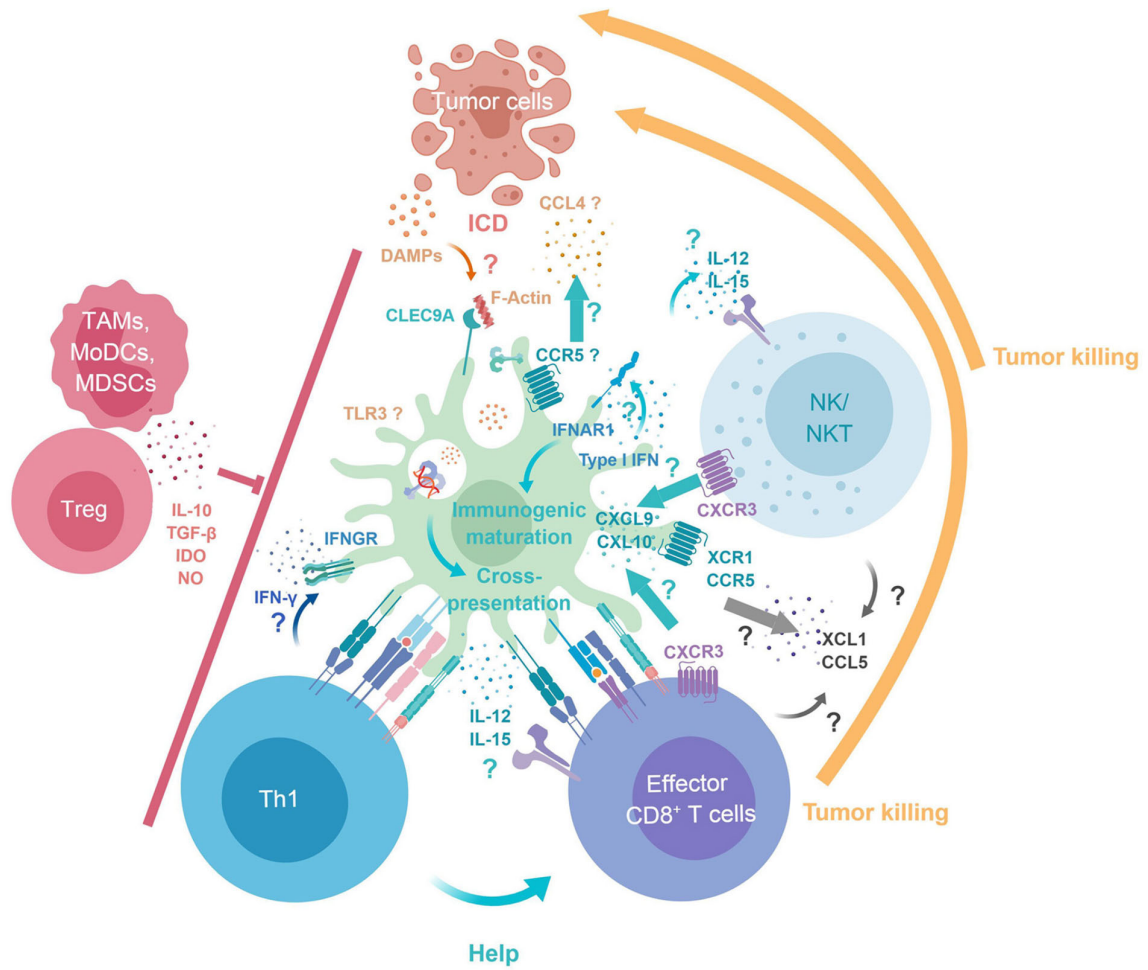 Tumor cells
ICD
CCL4 ?
DAMPs
?
CLEC9A
F-Actin
?
CCR5 ?
?
IL-12
IL-15
TAMs,
MoDCs,
MDSCs
Treg
IL-10
TGF-β
IDO
NO
TLR3 ?
?
IFNAR1
Type I IFN
NK/
NKT
Tumor killing
?
CXCR3
Immunogenic
maturation
CXCL9
CXL10
XCR1
CCR5
IFNGR
Cross-
presentation
IFN-γ
?
?
CXCR3
?
XCL1
CCL5
?
?
IL-12
IL-15
?
Th1
Effector
CD8⁺ T cells
Tumor killing
Help